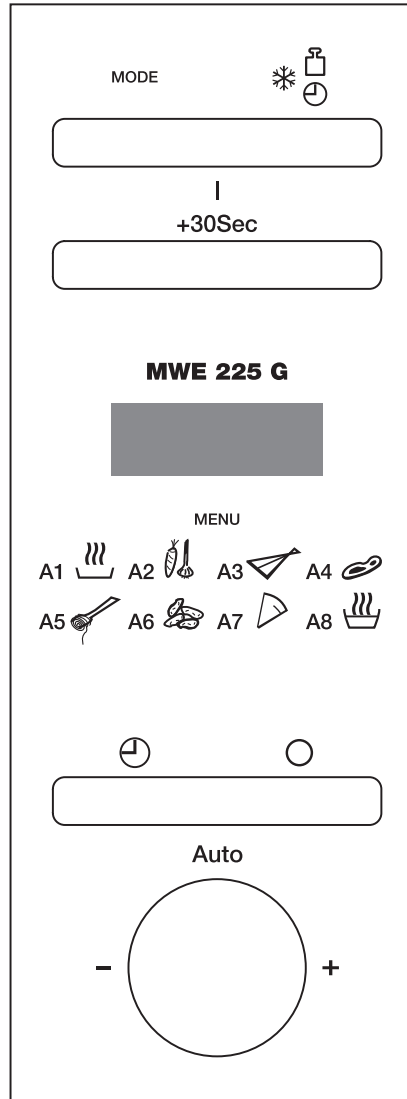 MODE
I
+30Sec
MWE 225 G
MENU
A1 A2 A3 A4
A5 A6 A7 A8
Auto
- +